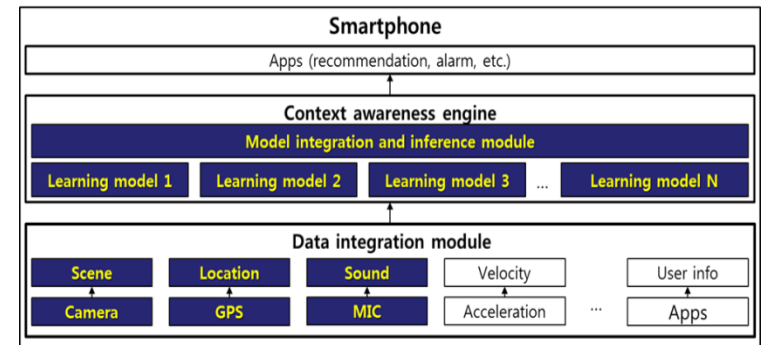 Smartphone
Apps (recommendation, alarm, etc.)
Context awareness engine
Model integration and inference module
Learning model 1 Learning model 2 Learning model 3 ... Learning model N
Data integration module
Scene Location Sound Velocity User info
Camera GPS MIC Acceleration ... Apps